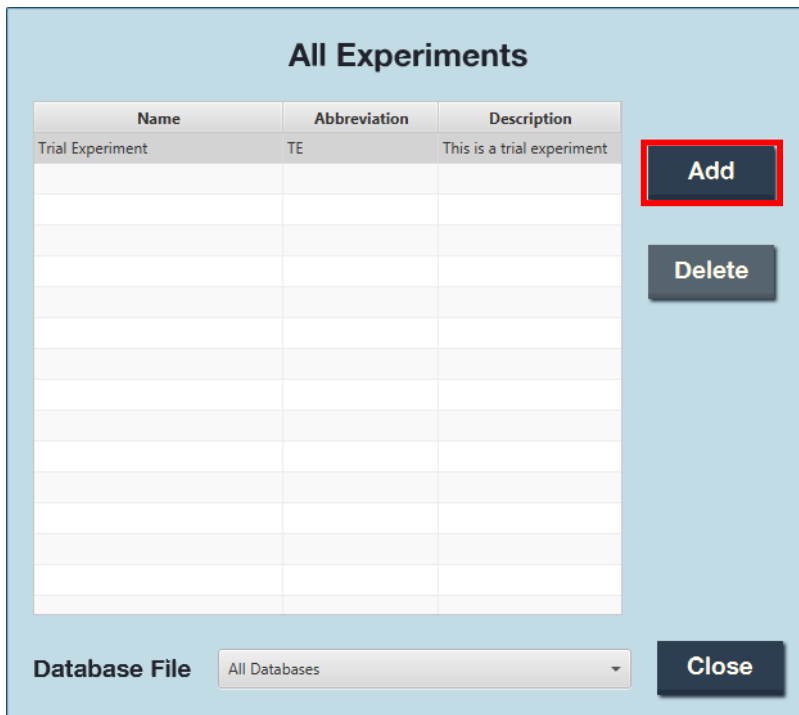 All Experiments
Name Abbreviation Description
Trial Experiment TE This is a trial experiment
Add
Delete
Database File All Databases Close